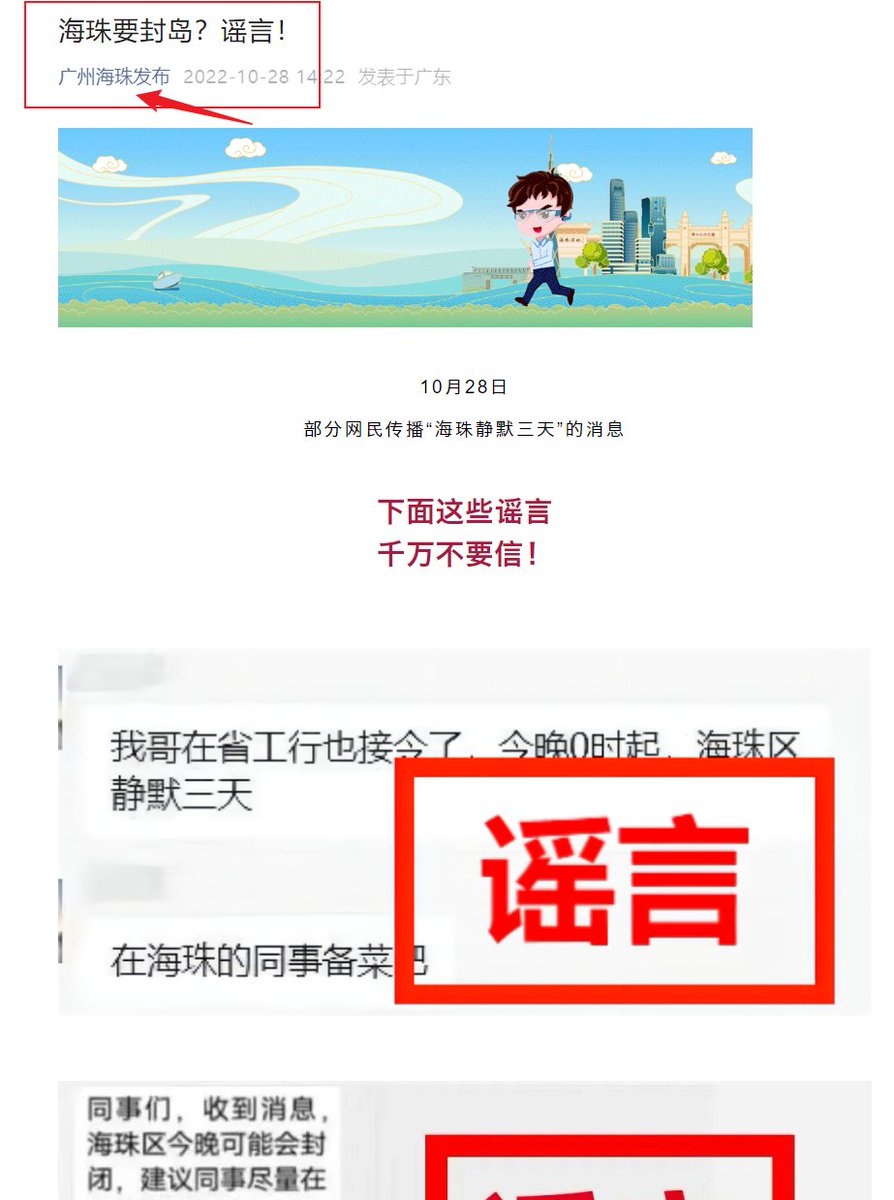 海珠要封岛？谣言！
广州海珠发布 2022-10-28 14:22 发表于广东
10月28日
部分网民传播“海珠静默三天”的消息
下面这些谣言
千万不要信！
我哥在省工行也接令了，今晚0时起，海珠区
静默三天
谣言
在海珠的同事备菜吧
同事们，收到消息，
海珠区今晚可能会封
闭，建议同事尽量在